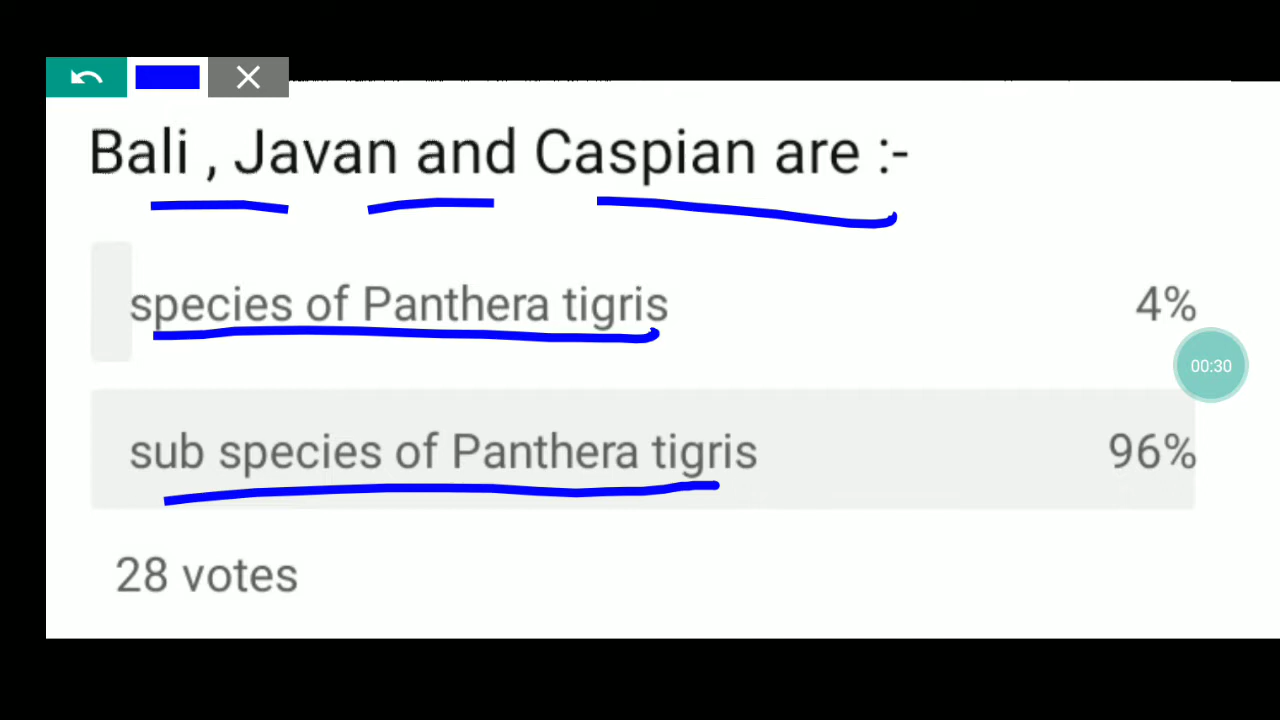 Bali , Javan and Caspian are :-
species of Panthera tigris 4%
00:30
sub species of Panthera tigris 96%
28 votes